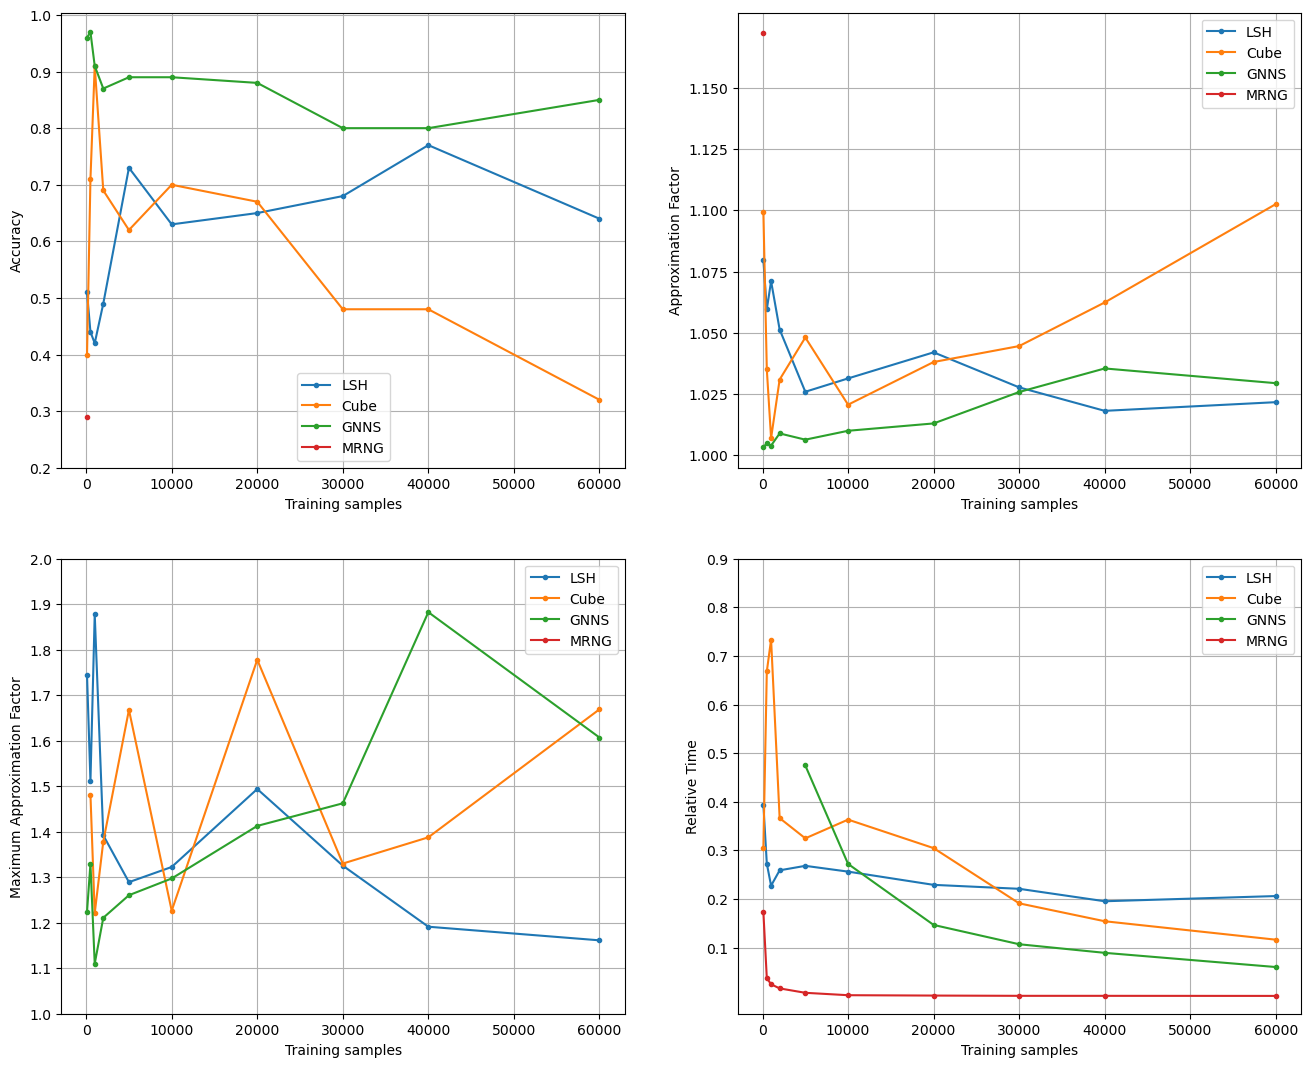 1.0
0.9
0.8
0.7
0.6
0.5
0.4
0.3
0.2
Accuracy
LSH
Cube
GNNS
MRNG
0 10000 20000 30000 40000 50000 60000
Training samples
1.150
1.125
1.100
1.075
1.050
1.025
1.000
Approximation Factor
LSH
Cube
GNNS
MRNG
0 10000 20000 30000 40000 50000 60000
Training samples
2.0
1.9
1.8
1.7
1.6
1.5
1.4
1.3
1.2
1.1
1.0
Maximum Approximation Factor
LSH
Cube
GNNS
MRNG
0 10000 20000 30000 40000 50000 60000
Training samples
0.9
0.8
0.7
0.6
0.5
0.4
0.3
0.2
0.1
Relative Time
LSH
Cube
GNNS
MRNG
0 10000 20000 30000 40000 50000 60000
Training samples